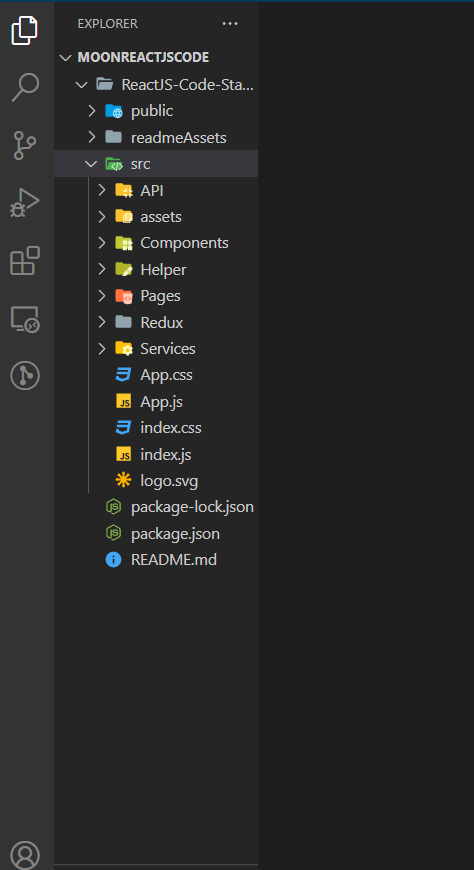 EXPLORER
MOONREACTJSCODE
ReactJS-Code-Sta...
public
readmeAssets
src
API
assets
Components
Helper
Pages
Redux
Services
App.css
App.js
index.css
index.js
logo.svg
package-lock.json
package.json
README.md